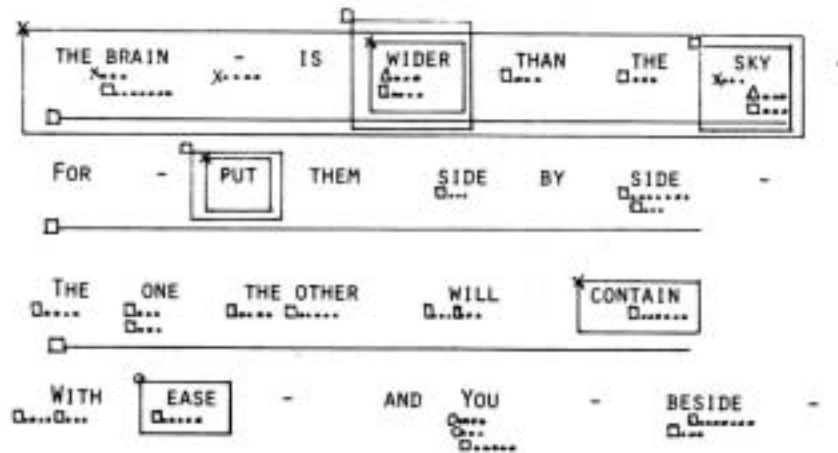 THE BRAIN - IS WIDER THAN THE SKY -
FOR - PUT THEM SIDE BY SIDE -
THE ONE THE OTHER WILL CONTAIN
WITH EASE - AND YOU - BESIDE -